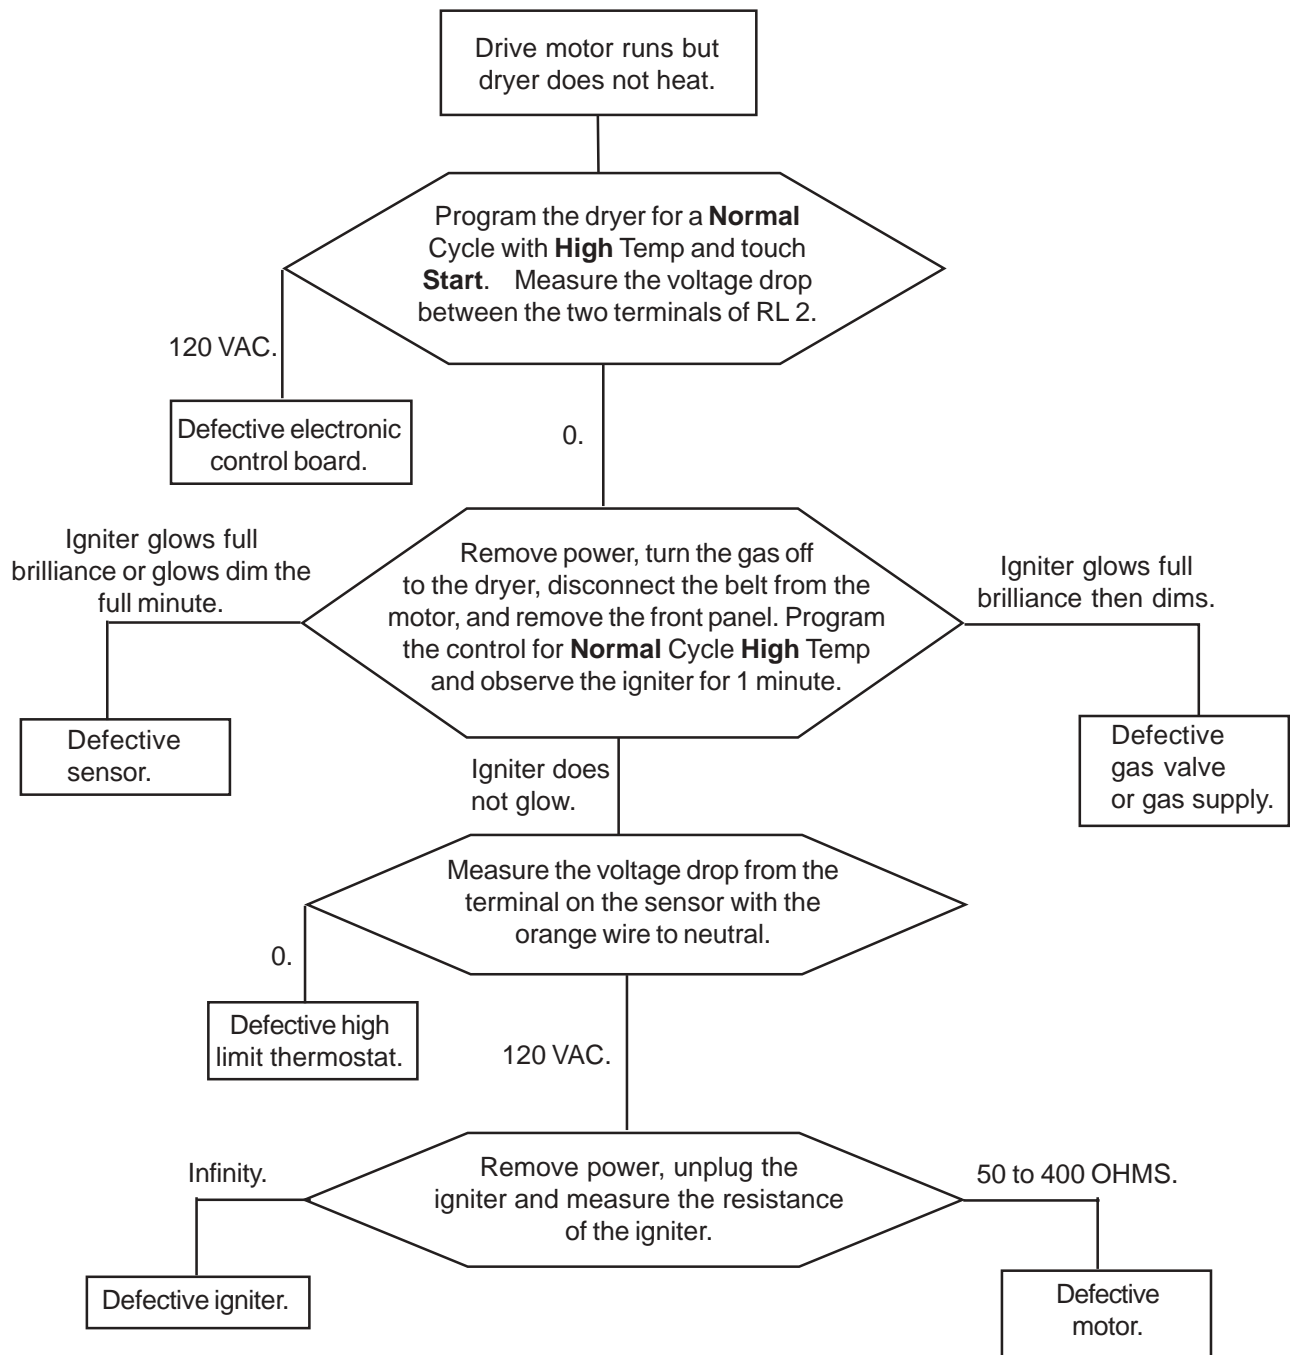 Drive motor runs but
dryer does not heat.
Program the dryer for a Normal
Cycle with High Temp and touch
Start. Measure the voltage drop
between the two terminals of RL 2.
120 VAC.
Defective electronic
control board.
0.
Igniter glows full
brilliance or glows dim the
full minute.
Remove power, turn the gas off
to the dryer, disconnect the belt from the
motor, and remove the front panel. Program
the control for Normal Cycle High Temp
and observe the igniter for 1 minute.
Igniter glows full
brilliance then dims.
Defective
sensor.
Defective
gas valve
or gas supply.
Igniter does
not glow.
Measure the voltage drop from the
terminal on the sensor with the
orange wire to neutral.
0.
Defective high
limit thermostat.
120 VAC.
Infinity.
Remove power, unplug the
igniter and measure the resistance
of the igniter.
50 to 400 OHMS.
Defective igniter.
Defective
motor.